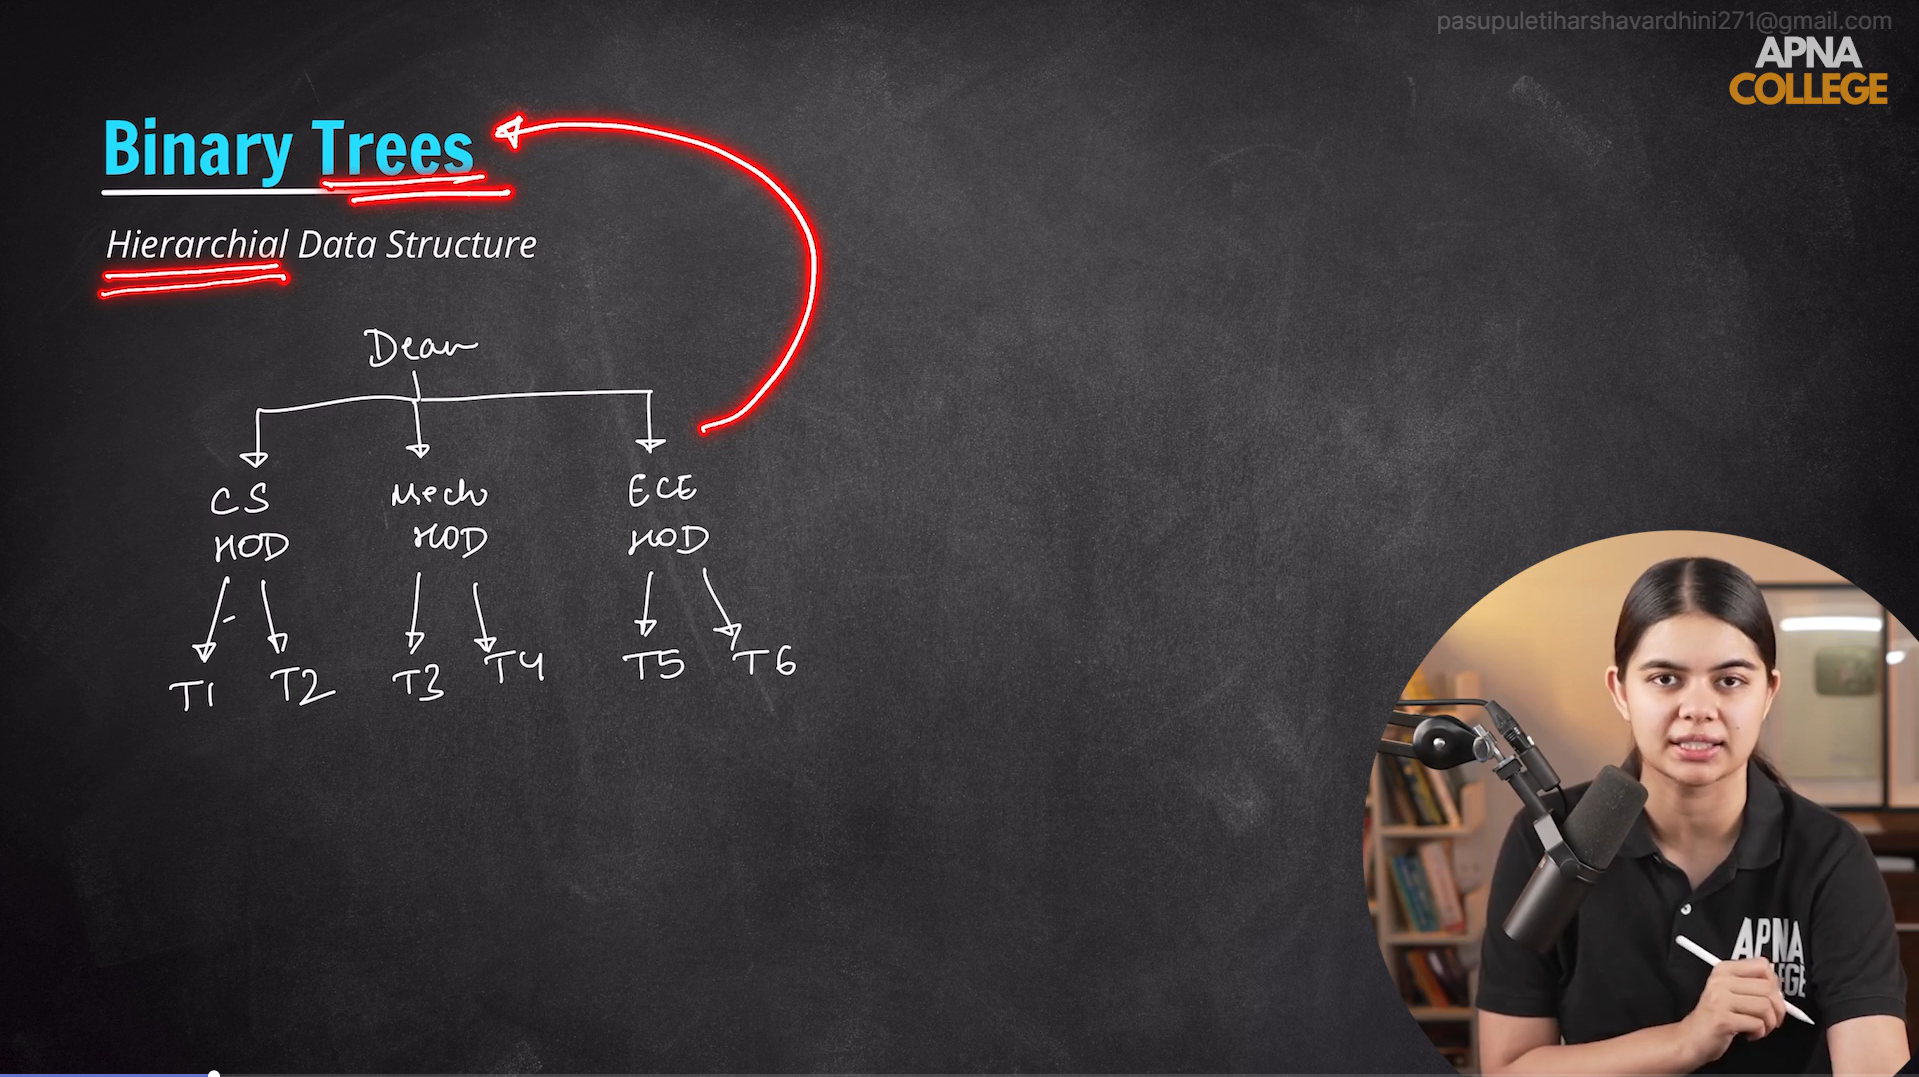 pasupuletiharshavardhini271@gmail.com
APNA
COLLEGE
Binary Trees
Hierarchial Data Structure
Dean
CS Mech ECE
HOD HOD HOD
T1 T2 T3 T4 T5 T6
APNA